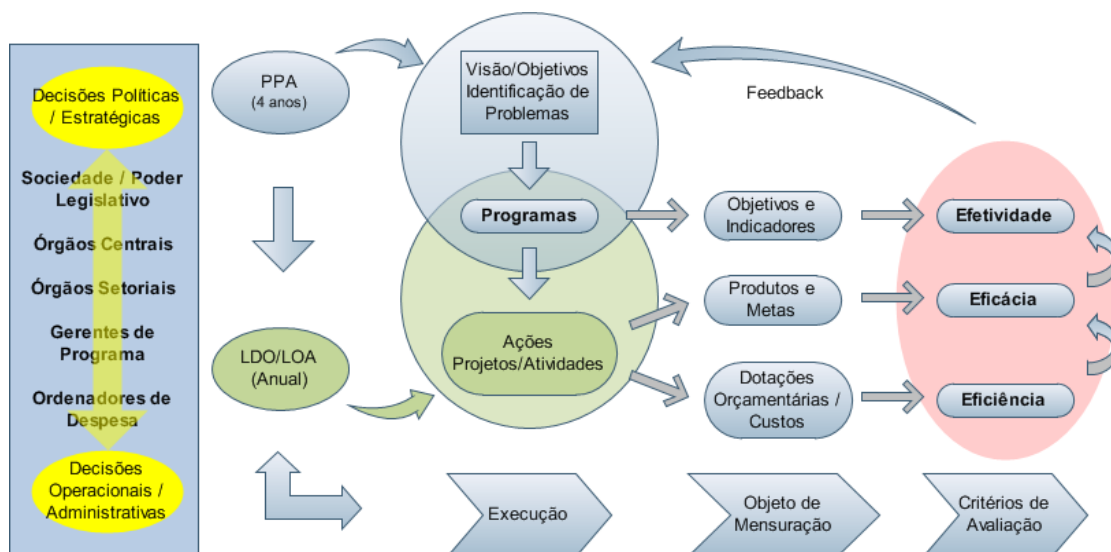 Decisões Políticas
/ Estratégicas
Sociedade / Poder
Legislativo
Órgãos Centrais
Órgãos Setoriais
Gerentes de
Programa
Ordenadores de
Despesa
Decisões
Operacionais /
Administrativas
PPA
(4 anos)
LDO/LOA
(Anual)
Visão/Objetivos
Identificação de
Problemas
Programas
Ações
Projetos/Atividades
Execução
Objetivos e
Indicadores
Produtos e
Metas
Dotações
Orçamentárias /
Custos
Objeto de
Mensuração
Feedback
Efetividade
Eficácia
Eficiência
Critérios de
Avaliação